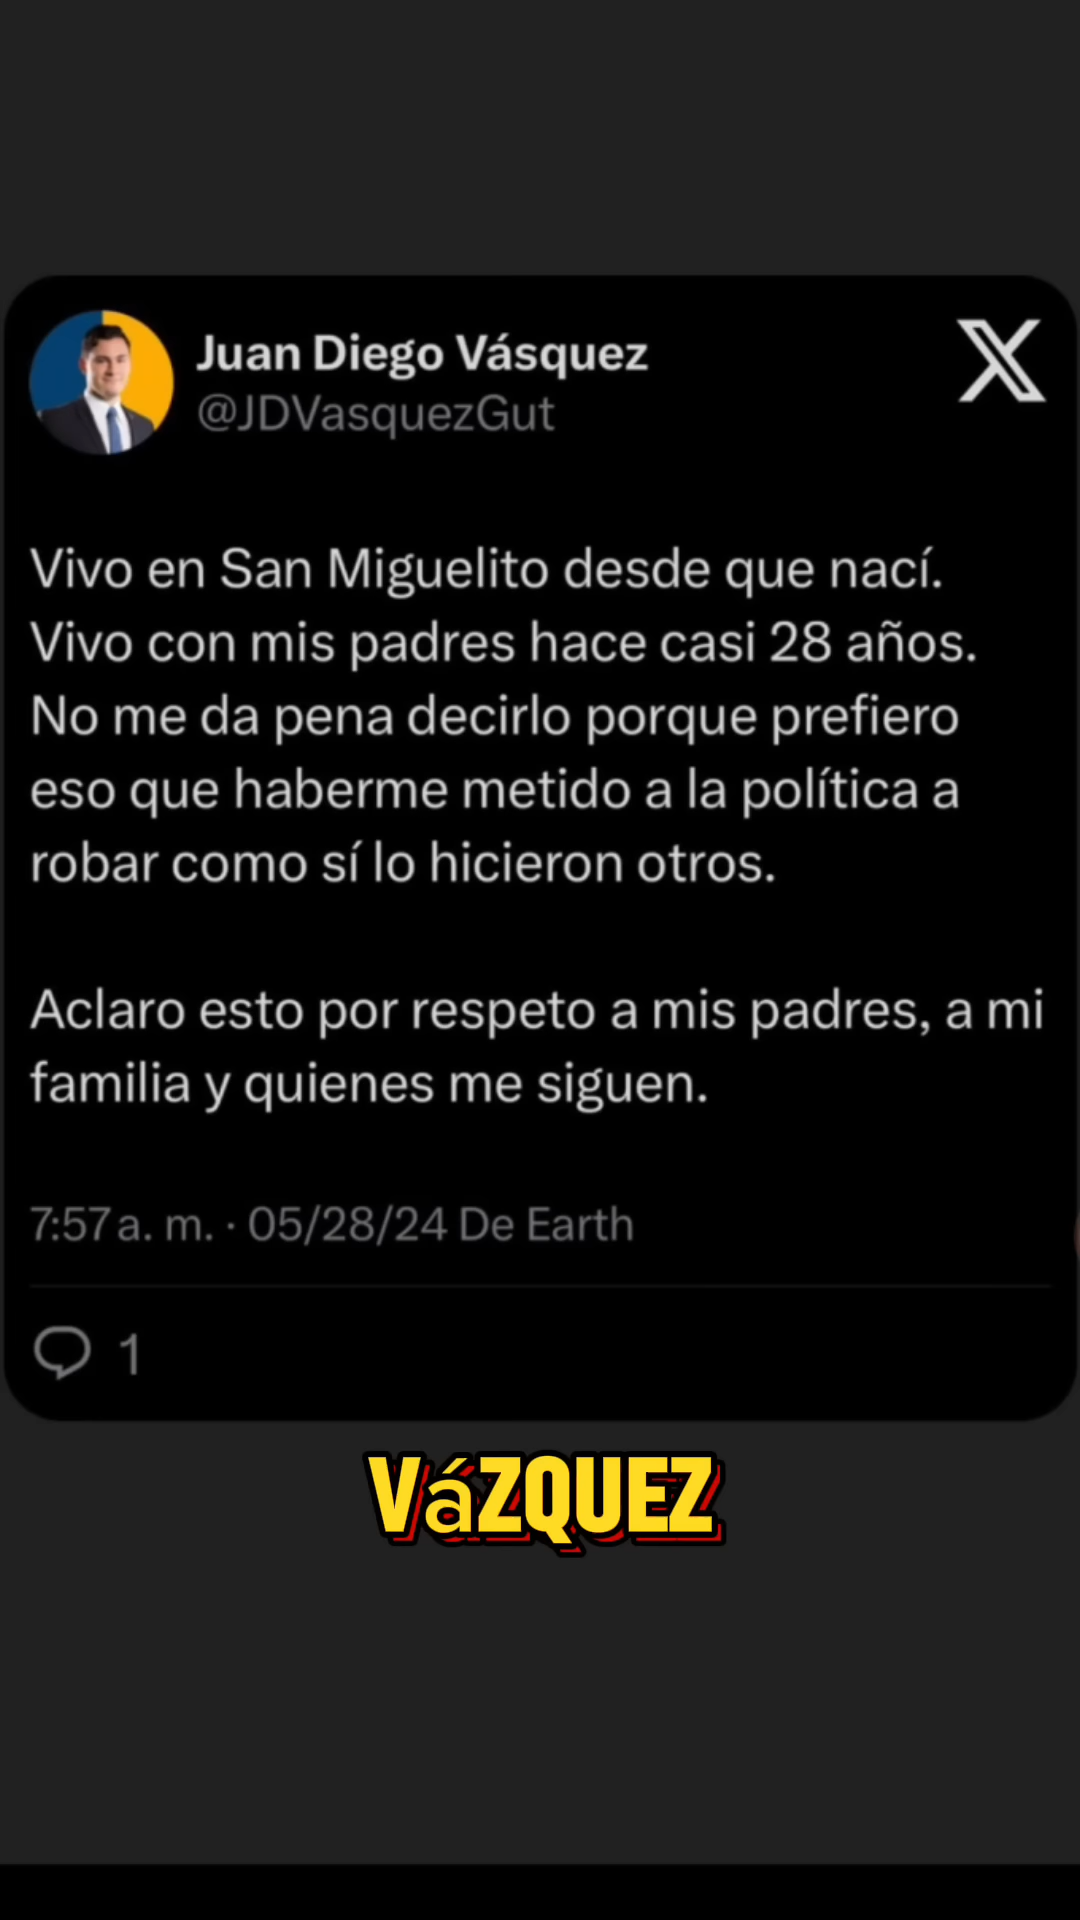 Juan Diego Vásquez
@JDVasquezGut
Vivo en San Miguelito desde que nací.
Vivo con mis padres hace casi 28 años.
No me da pena decirlo porque prefiero
eso que haberme metido a la política a
robar como sí lo hicieron otros.
Aclaro esto por respeto a mis padres, a mi
familia y quienes me siguen.
7:57 a. m. · 05/28/24 De Earth
1
VáZQUEZ